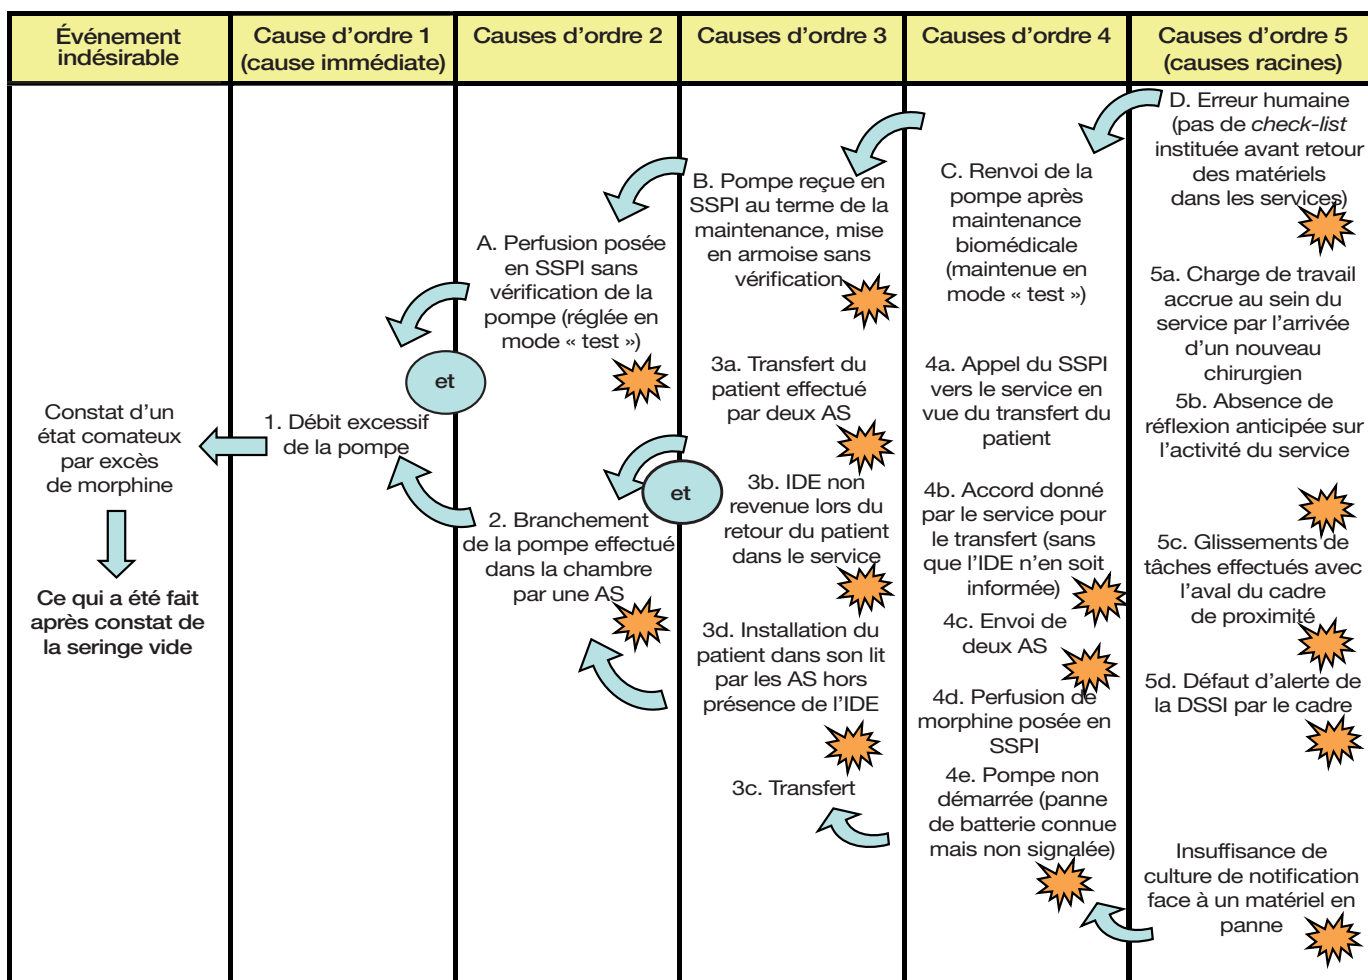 Événement
indésirable
Cause d'ordre 1
(cause immédiate)
Causes d'ordre 2
Causes d'ordre 3
Causes d'ordre 4
Causes d'ordre 5
(causes racines)
Constat d'un
état comateux
par excès
de morphine
Ce qui a été fait
après constat de
la seringe vide
1. Débit excessif
de la pompe
et
A. Perfusion posée
en SSPI sans
vérification de la
pompe (réglée en
mode « test »)
2. Branchement
de la pompe effectué
dans la chambre
par une AS
et
B. Pompe reçue en
SSPI au terme de la
maintenance, mise
en armoise sans
vérification
3a. Transfert du
patient effectué
par deux AS
3b. IDE non
revenue lors du
retour du patient
dans le service
3d. Installation du
patient dans son lit
par les AS hors
présence de l'IDE
3c. Transfert
C. Renvoi de la
pompe après
maintenance
biomédicale
(maintenue en
mode « test »)
4a. Appel du SSPI
vers le service en
vue du transfert du
patient
4b. Accord donné
par le service pour
le transfert (sans
que l'IDE n'en soit
informée)
4c. Envoi de
deux AS
4d. Perfusion de
morphine posée en
SSPI
4e. Pompe non
démarrée (panne
de batterie connue
mais non signalée)
D. Erreur humaine
(pas de check-list
instituée avant retour
des matériels
dans les services)
5a. Charge de travail
accrue au sein du
service par l'arrivée
d'un nouveau
chirurgien
5b. Absence de
réflexion anticipée sur
l'activité du service
5c. Glissements de
tâches effectués avec
l'aval du cadre
de proximité
5d. Défaut d'alerte de
la DSSI par le cadre
Insuffisance de
culture de notification
face à un matériel en
panne